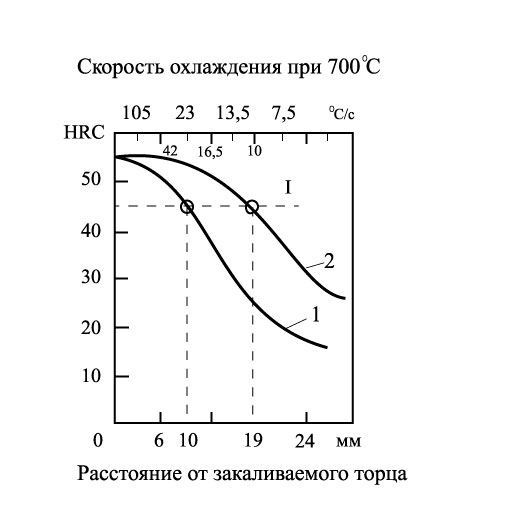 Скорость охлаждения при 700°C
105 23 13,5 7,5 °C/c
HRC
42 16,5 10
50
I
40
30
2
20
1
10
0 6 10 19 24 мм
Расстояние от закаливаемого торца